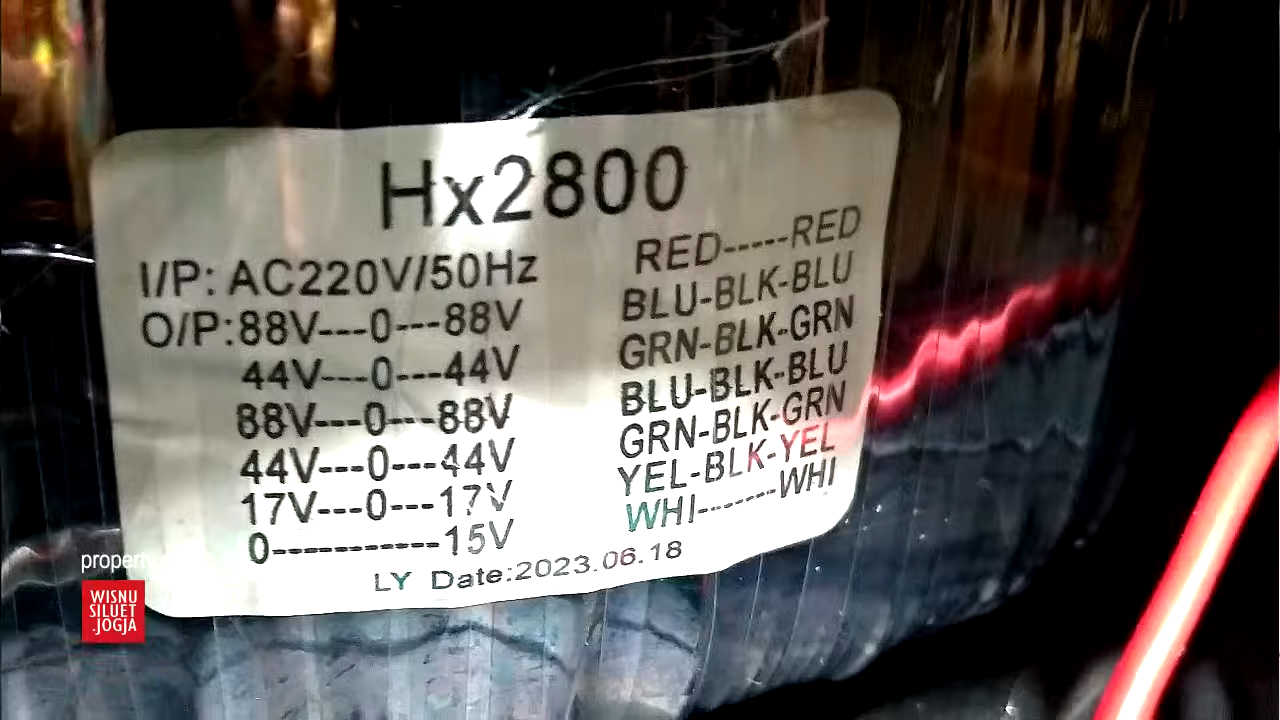 Hx2800
I/P: AC220V/50Hz RED-----RED
O/P:88V---0---88V BLU-BLK-BLU
44V---0---44V GRN-BLK-GRN
88V---0---88V BLU-BLK-BLU
44V---0---44V GRN-BLK-GRN
17V---0---17V YEL-BLK-YEL
0-----------15V WHI-------WHI
LY Date:2023.06.18
property
WISNU
SILUET
.JOGJA